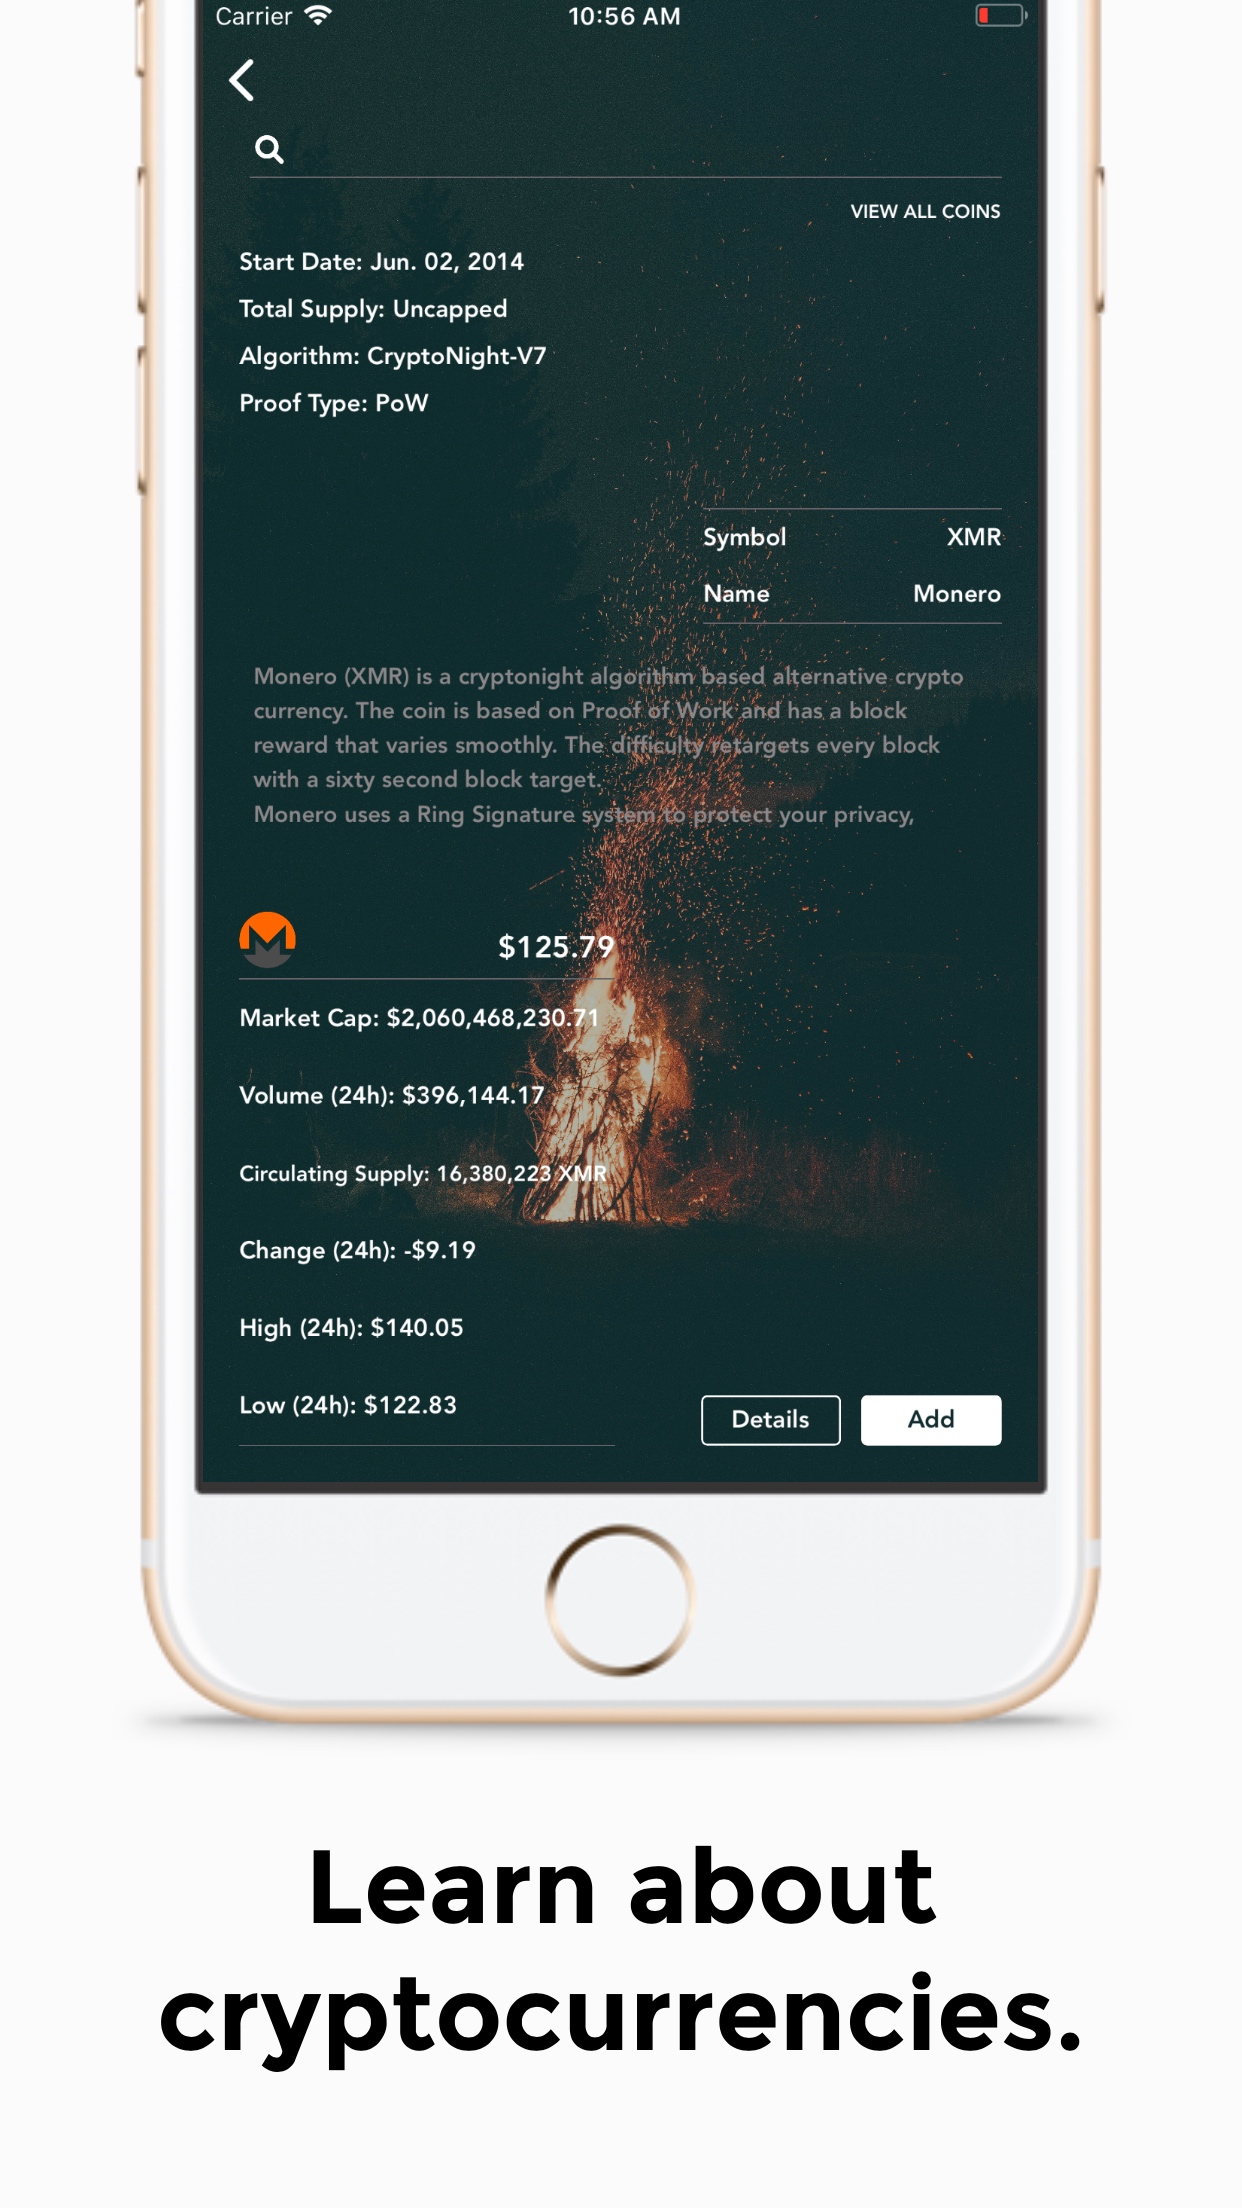 Carrier 10:56 AM
VIEW ALL COINS
Start Date: Jun. 02, 2014
Total Supply: Uncapped
Algorithm: CryptoNight-V7
Proof Type: PoW
Symbol XMR
Name Monero
Monero (XMR) is a cryptonight algorithm based alternative crypto
currency. The coin is based on Proof of Work and has a block
reward that varies smoothly. The difficulty retargets every block
with a sixty second block target.
Monero uses a Ring Signature system to protect your privacy,
$125.79
Market Cap: $2,060,468,230.71
Volume (24h): $396,144.17
Circulating Supply: 16,380,223 XMR
Change (24h): -$9.19
High (24h): $140.05
Low (24h): $122.83
Details Add
Learn about
cryptocurrencies.